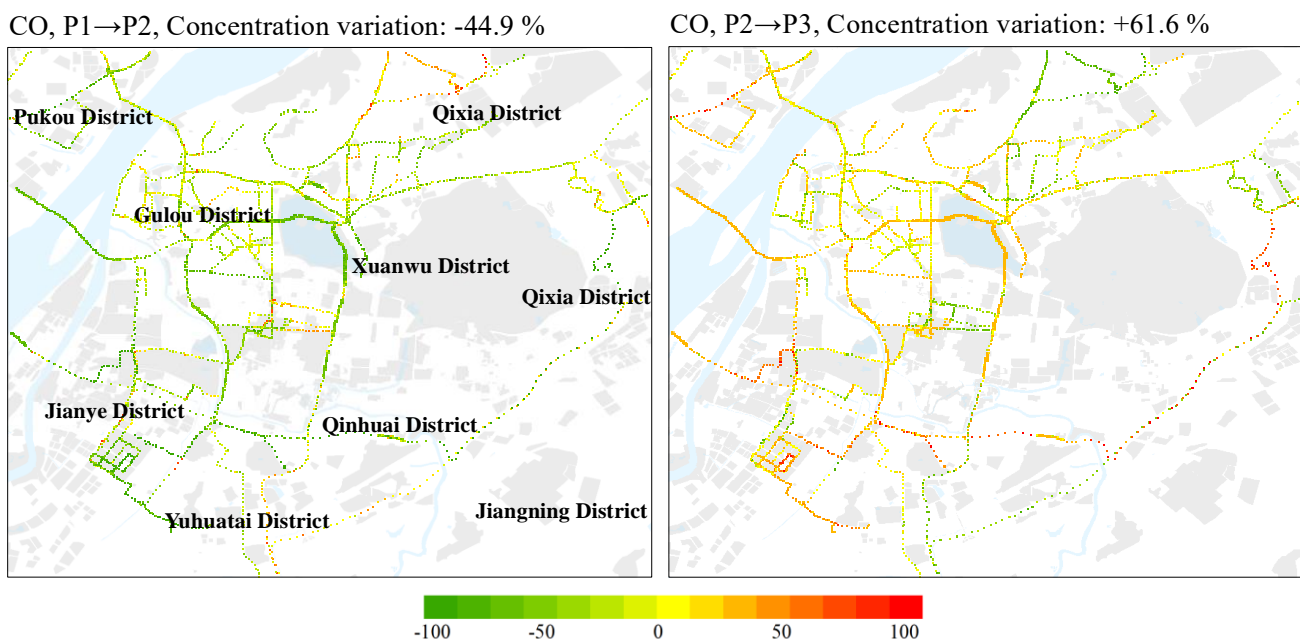 CO, P1→P2, Concentration variation: -44.9 %
CO, P2→P3, Concentration variation: +61.6 %
Pukou District
Qixia District
Gulou District
Xuanwu District
Qixia District
Jianye District
Qinhuai District
Yuhuatai District
Jiangning District
-100 -50 0 50 100